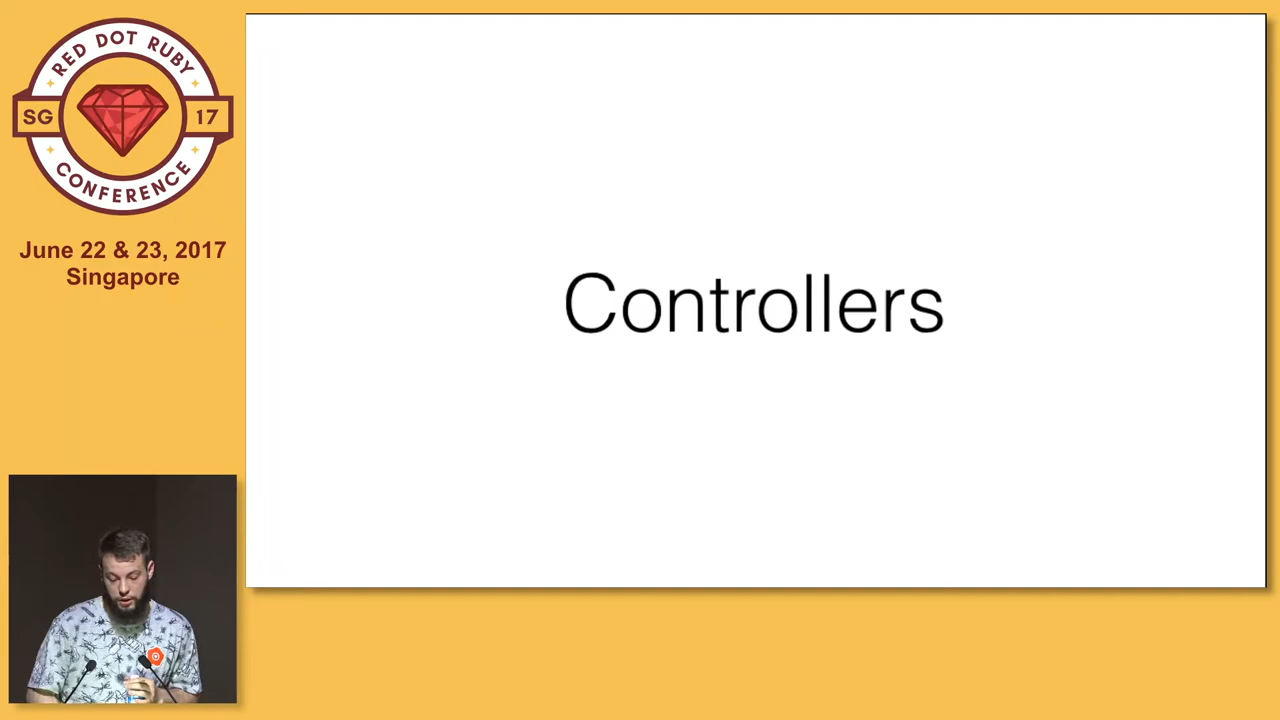 RED DOT RUBY
SG 17
CONFERENCE
June 22 & 23, 2017
Singapore
Controllers